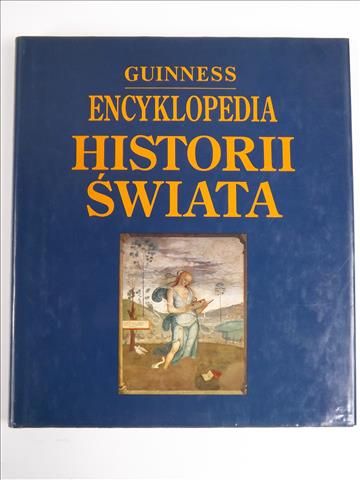 GUINNESS
ENCYKLOPEDIA
HISTORII
ŚWIATA